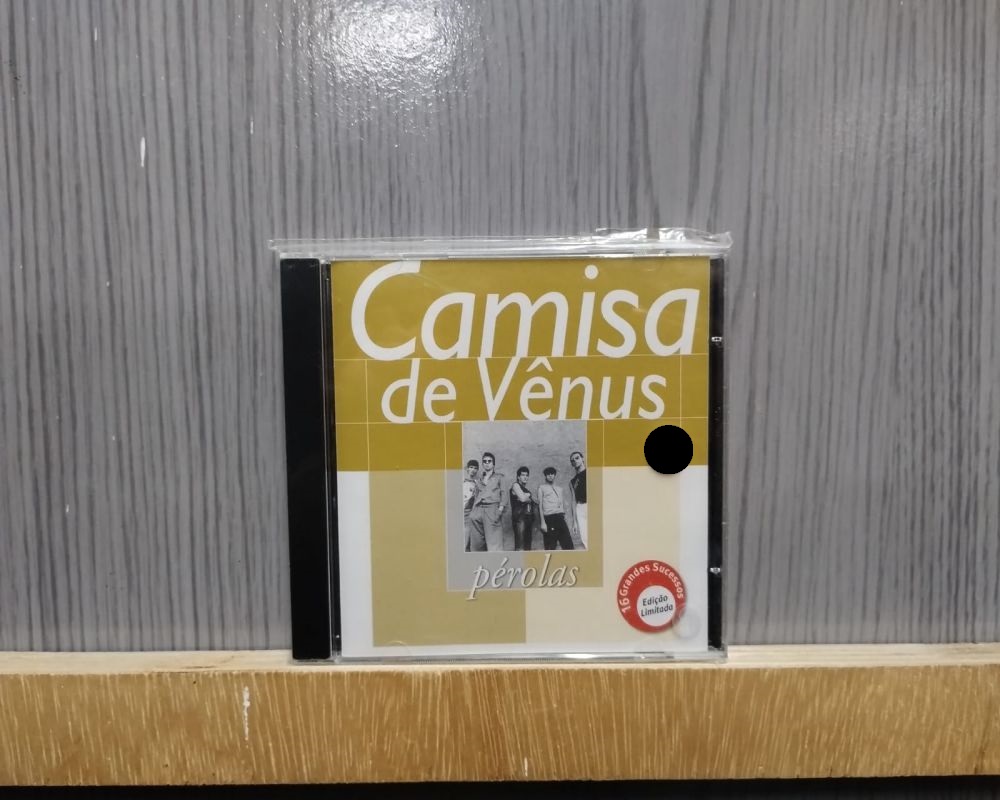 Camisa
de Vênus
pérolas
16 Grandes Sucessos
Edição
Limitada